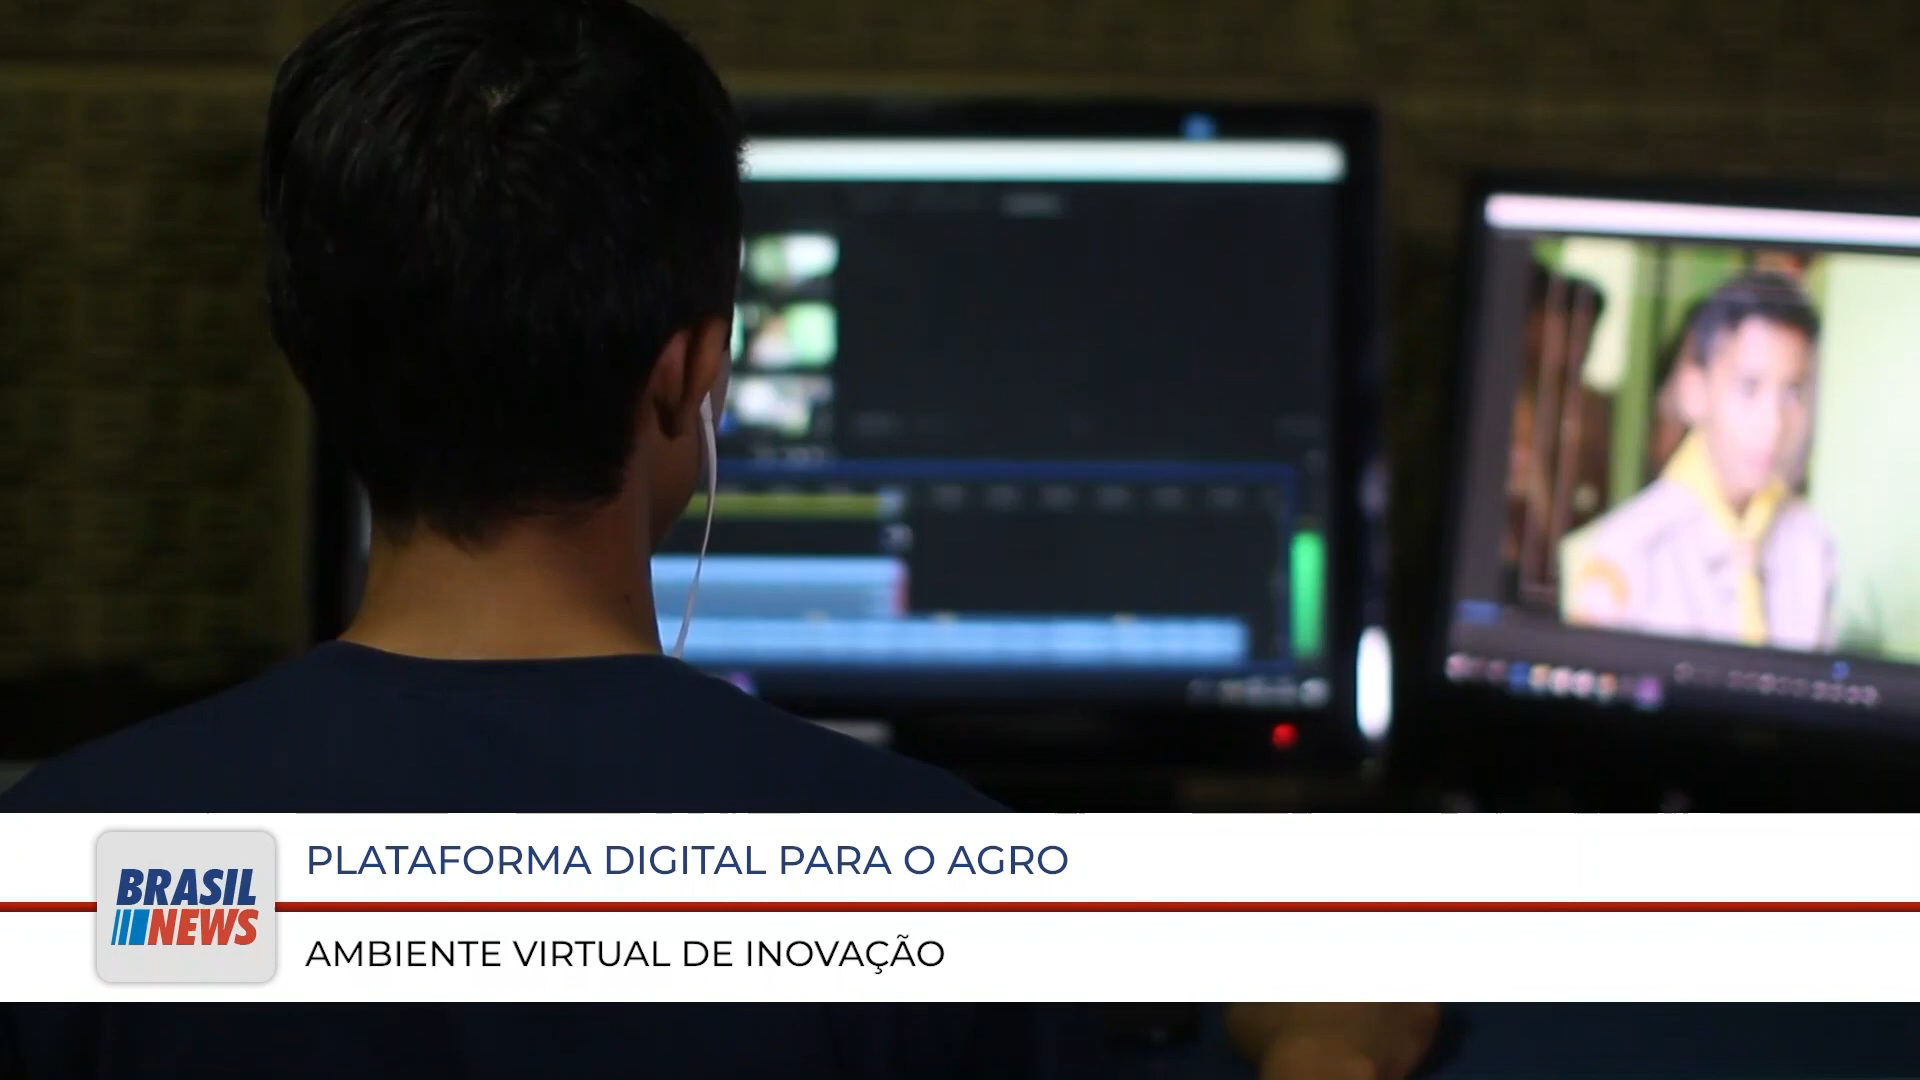 PLATAFORMA DIGITAL PARA O AGRO
BRASIL
NEWS
AMBIENTE VIRTUAL DE INOVAÇÃO